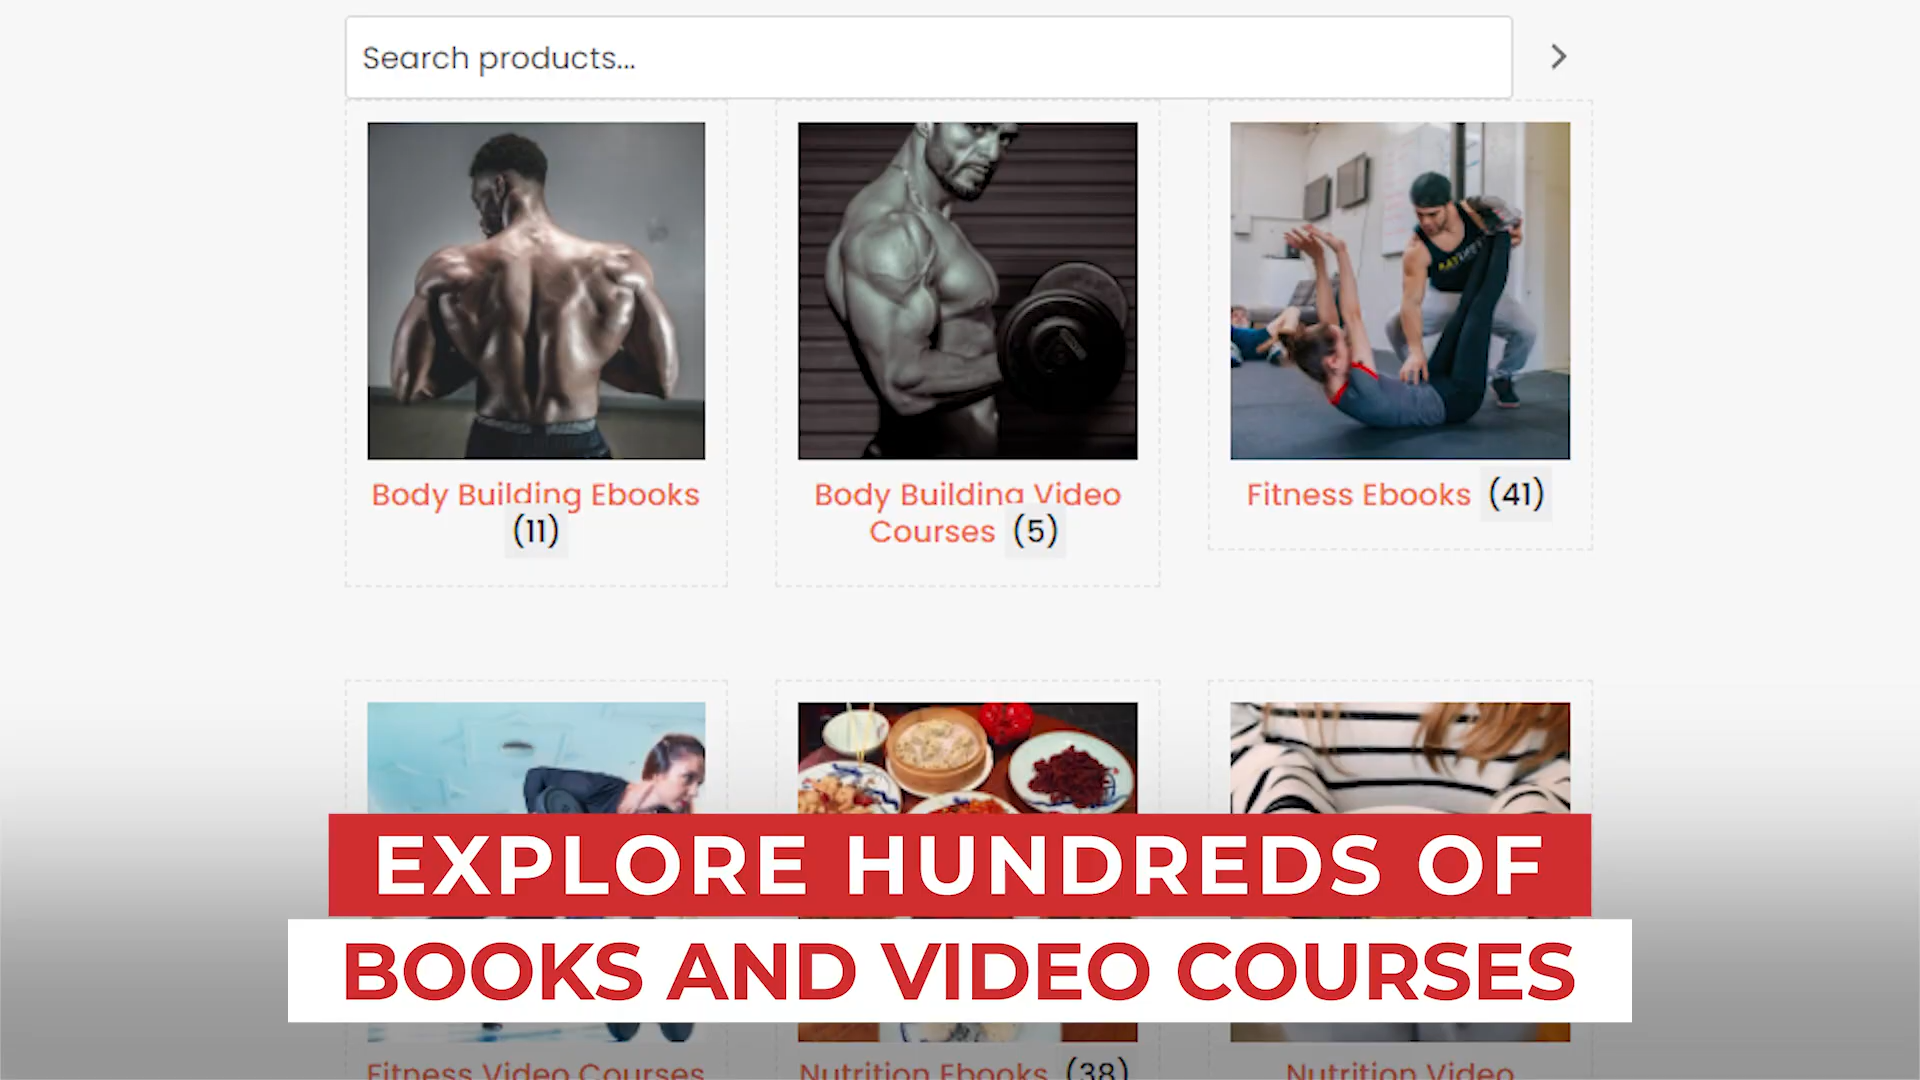 Search products...
Body Building Ebooks
(11)
Body Building Video
Courses (5)
Fitness Ebooks (41)
EXPLORE HUNDREDS OF
BOOKS AND VIDEO COURSES
Fitness Video Courses
Nutrition Ebooks (38)
Nutrition Video